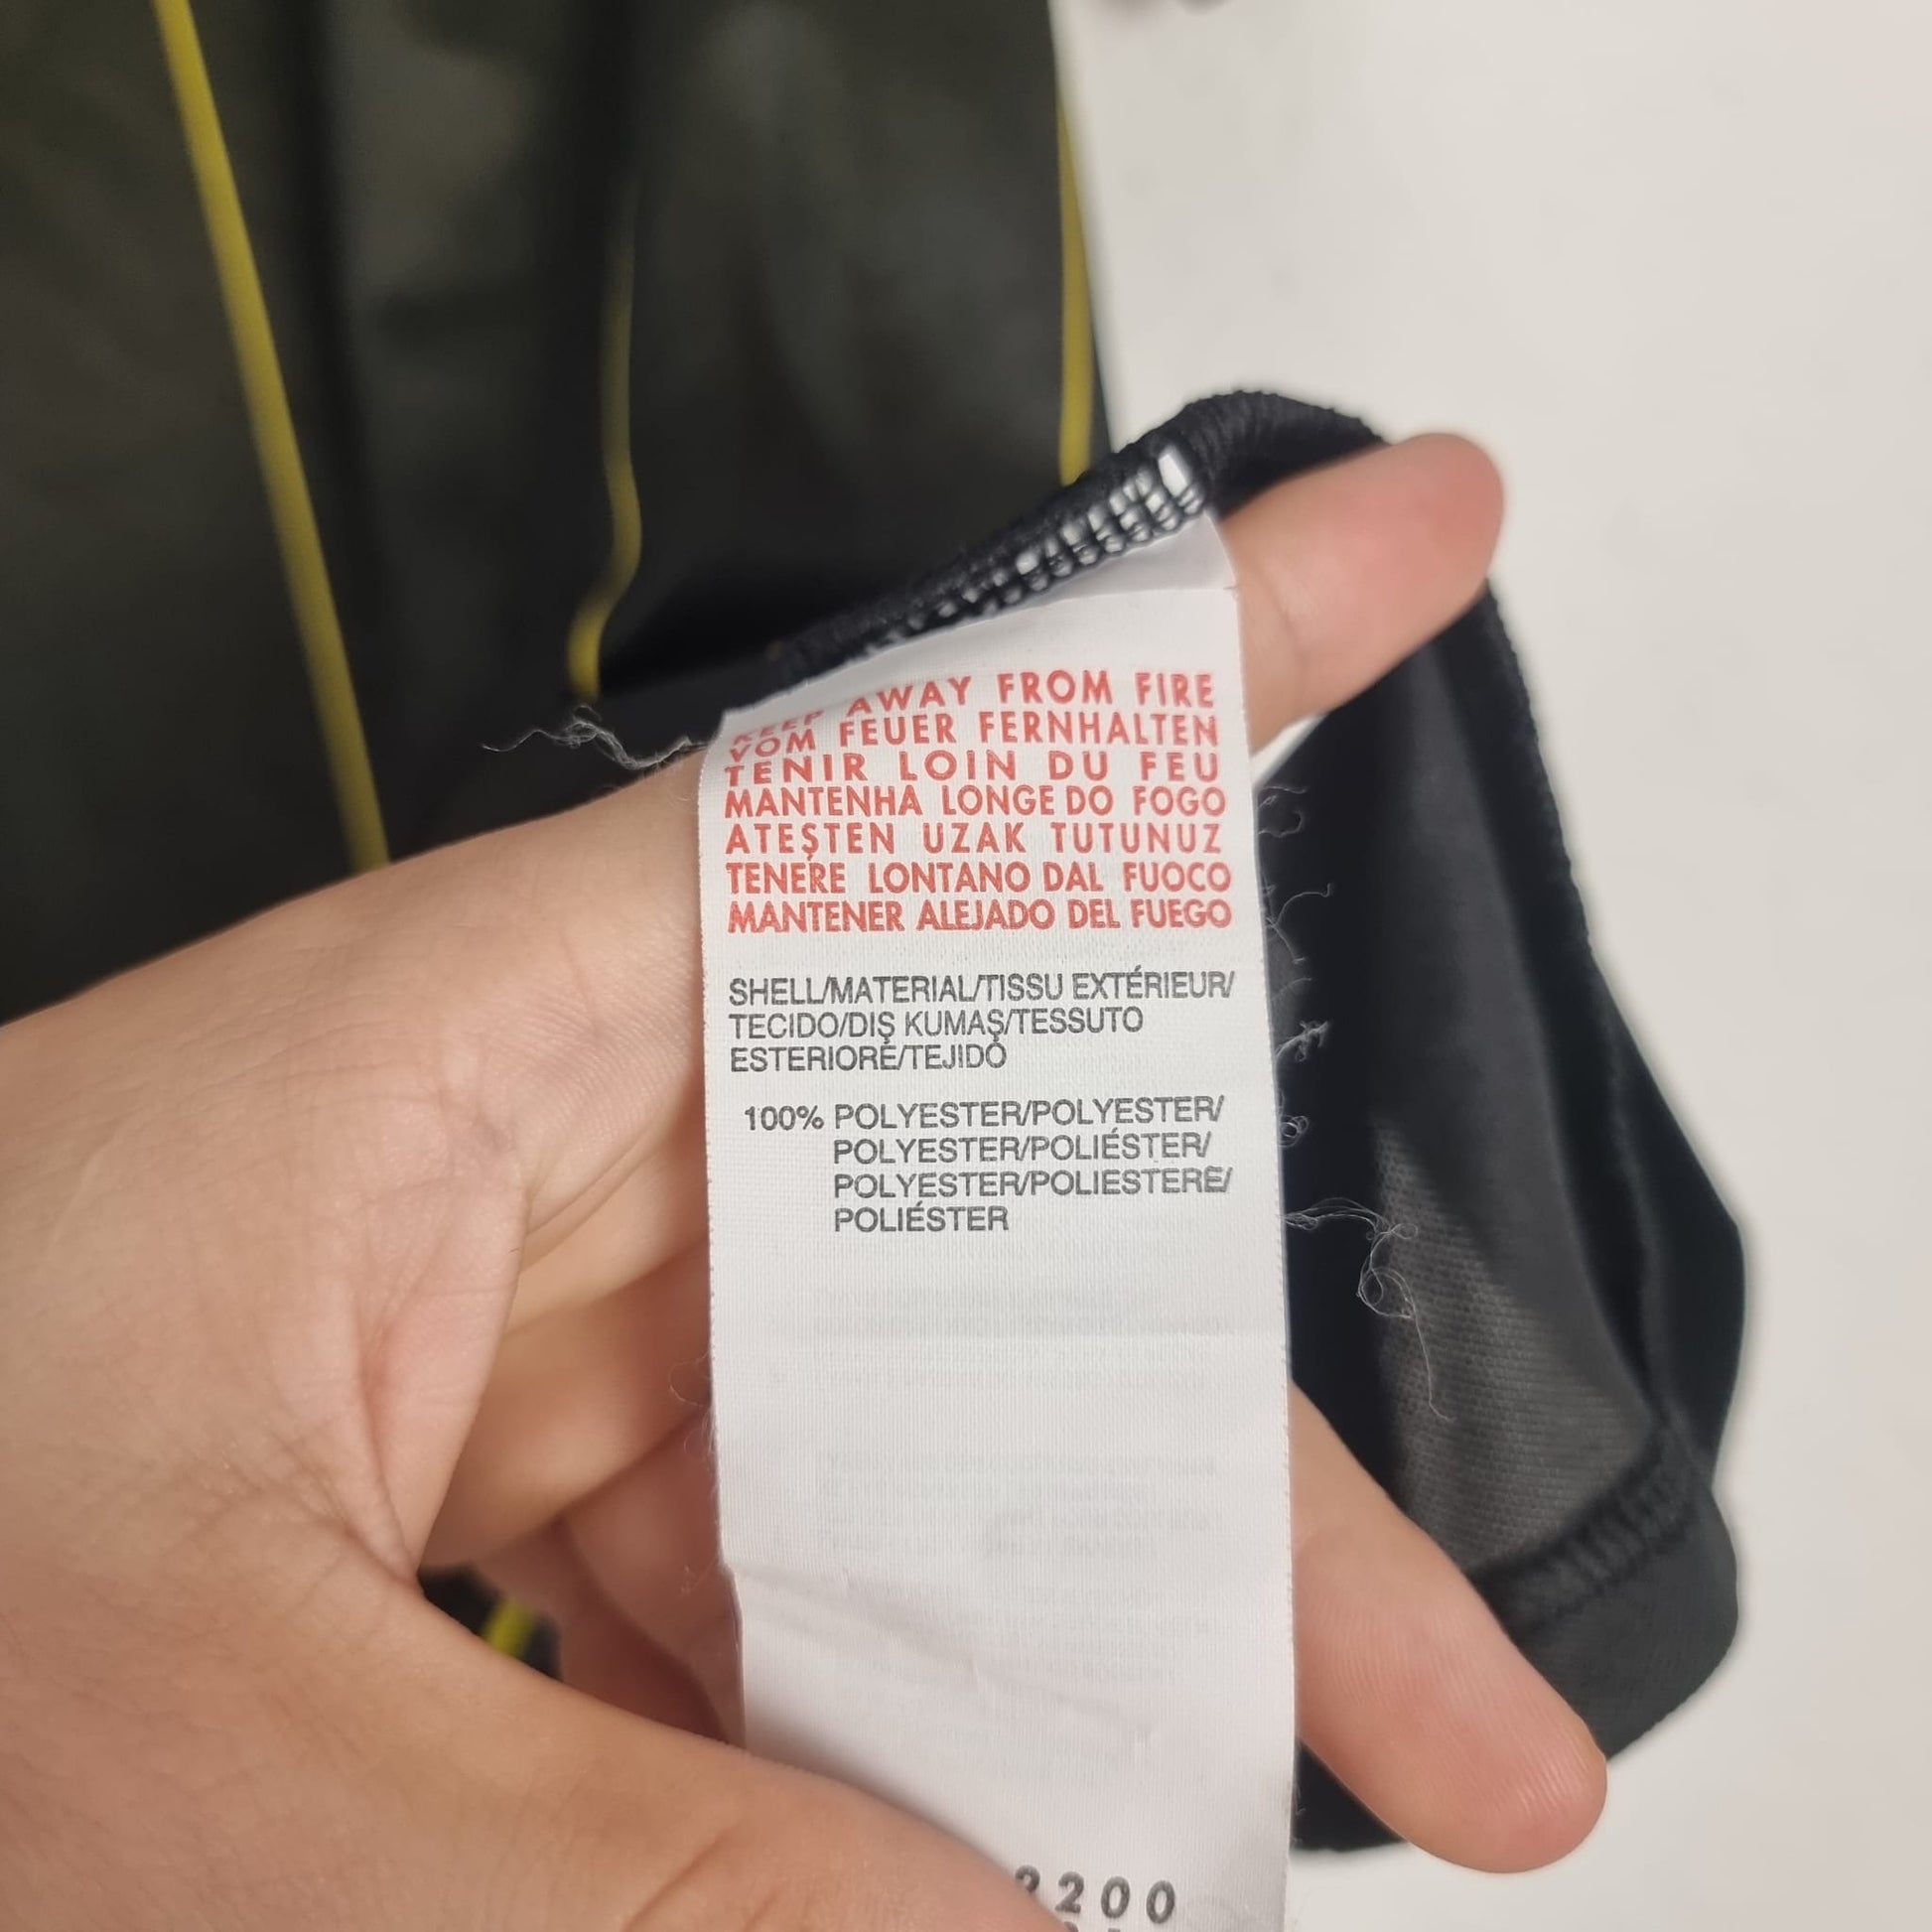 KEEP AWAY FROM FIRE
VOM FEUER FERNHALTEN
TENIR LOIN DU FEU
MANTENHA LONGE DO FOGO
ATEŞTEN UZAK TUTUNUZ
TENERE LONTANO DAL FUOCO
MANTENER ALEJADO DEL FUEGO
SHELL/MATERIAL/TISSU EXTÉRIEUR/
TECIDO/DIŞ KUMAŞ/TESSUTO
ESTERIORE/TEJIDO
100% POLYESTER/POLYESTER/
POLYESTER/POLIÉSTER/
POLYESTER/POLIESTERE/
POLIÉSTER
2200